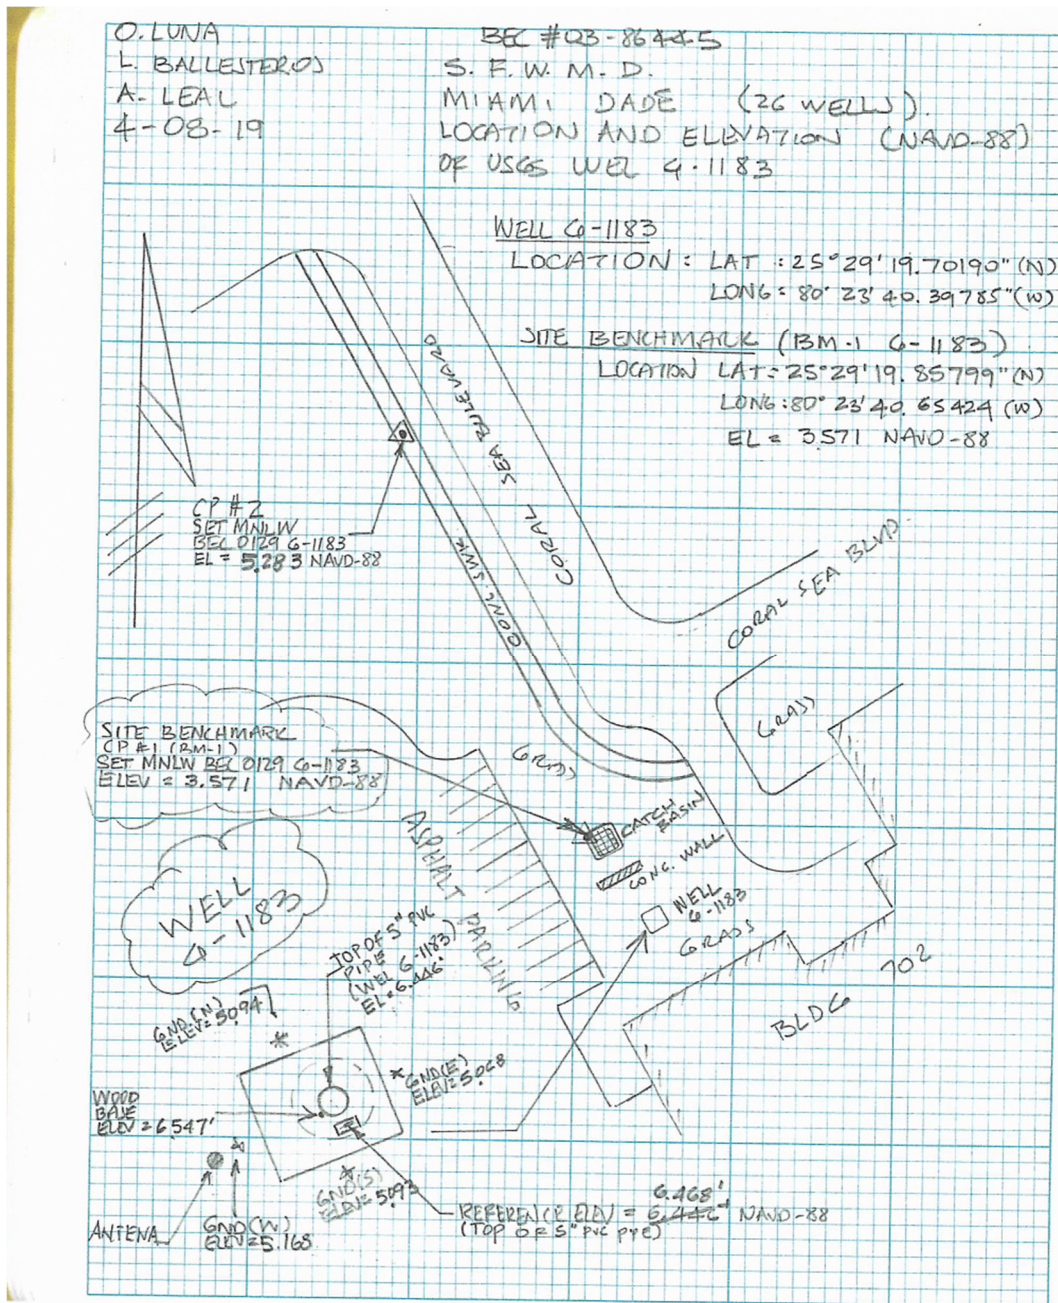 O. LUNA
L. BALLESTEROS
A. LEAL
4-08-19
BEC #03-86445
S. F. W. M. D.
MIAMI DADE (26 WELLS).
LOCATION AND ELEVATION (NAVD-88)
OF USGS WEL G-1183
WELL G-1183
LOCATION : LAT : 25°29'19.70190" (N)
LONG = 80° 23' 40.39785" (W)
SITE BENCHMARK (BM-1 G-1183)
LOCATION LAT = 25°29'19.85799" (N)
LONG : 80° 23' 40.65424 (W)
EL = 3.571 NAVD-88
CORAL SEA BULEVARD
CP #2
SET MNLW
BEC 0129 G-1183
EL = 5.283 NAVD-88
CONC. SWK
CORAL SEA BLVD
GRASS
SITE BENCHMARK
CP #1 (BM-1)
SET MNLW BEC 0129 G-1183
ELEV = 3.571 NAVD-88
GRASS
CATCH
BASIN
CONC. WALL
ASPHALT PARKING
WELL
G-1183
WELL
G-1183
GRASS
BLDG 702
TOP OF 5" PVC
PIPE
(WEL G-1183)
EL = 6.446'
GND (N)
ELEV = 5.094
GND (E)
ELEV = 5.068
WOOD
BASE
ELEV = 6.547'
GND (S)
ELEV = 5.093
ANTENA
GND (W)
ELEV = 5.168
6.468'
REFERENCE ELEV = 6.446' NAVD-88
(TOP OF 5" PVC PIPE)